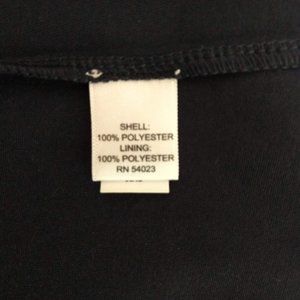 SHELL:
100% POLYESTER
LINING:
100% POLYESTER
RN 54023